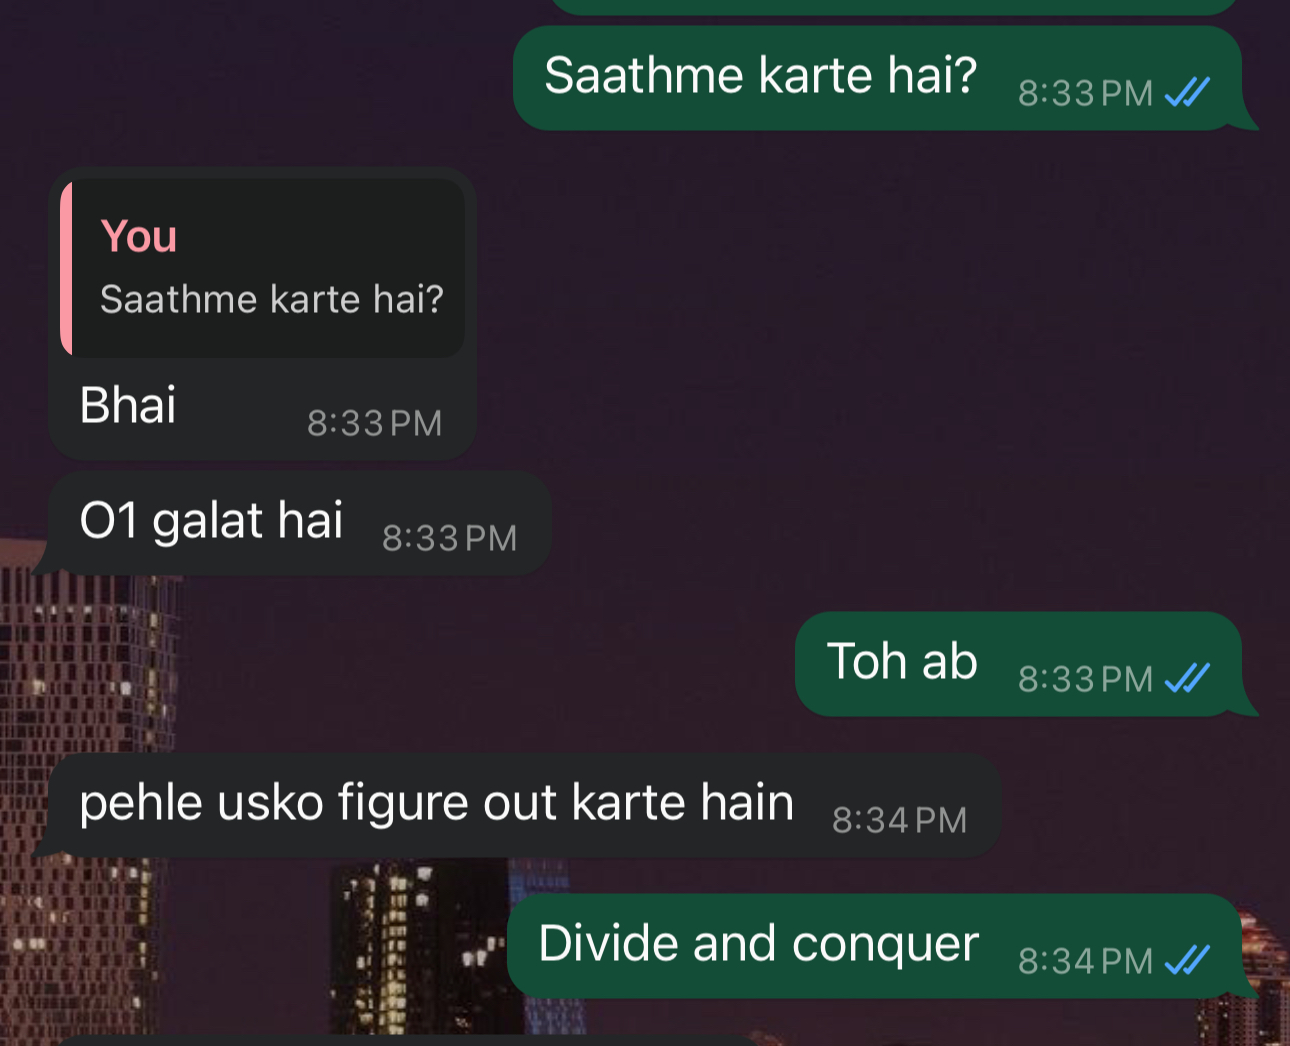 Saathme karte hai?
8:33 PM
You
Saathme karte hai?
Bhai
8:33 PM
O1 galat hai
8:33 PM
Toh ab
8:33 PM
pehle usko figure out karte hain
8:34 PM
Divide and conquer
8:34 PM